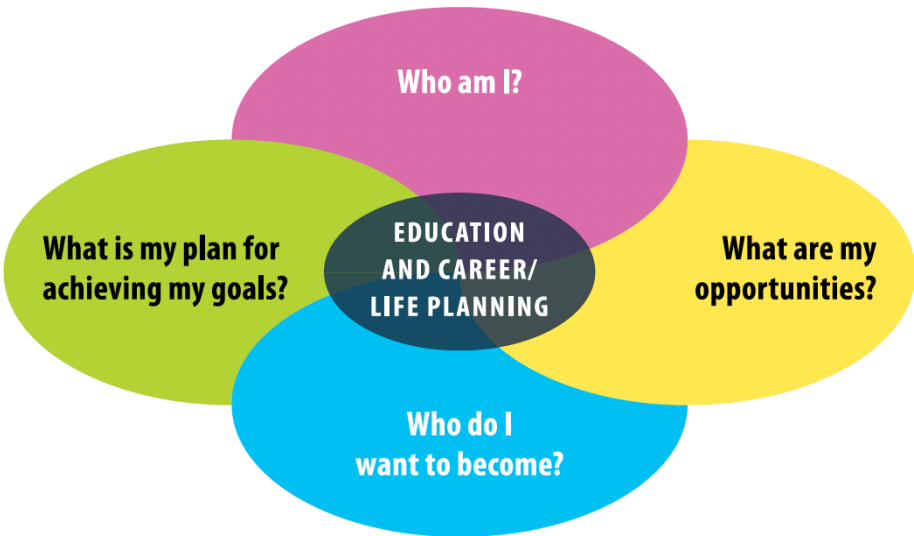 Who am I?
What is my plan for
achieving my goals?
EDUCATION
AND CAREER/
LIFE PLANNING
What are my
opportunities?
Who do I
want to become?